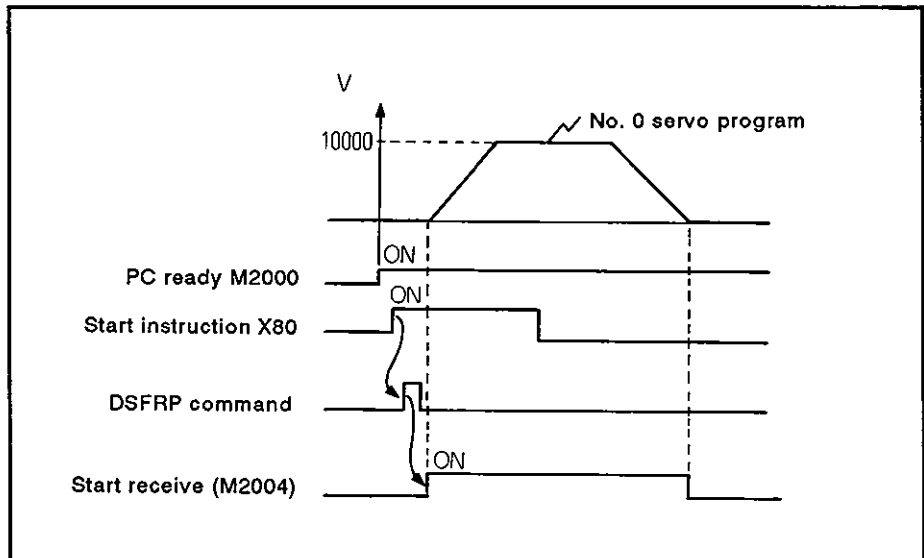 V
No. 0 servo program
10000
ON
PC ready M2000
ON
Start instruction X80
DSFRP command
ON
Start receive (M2004)